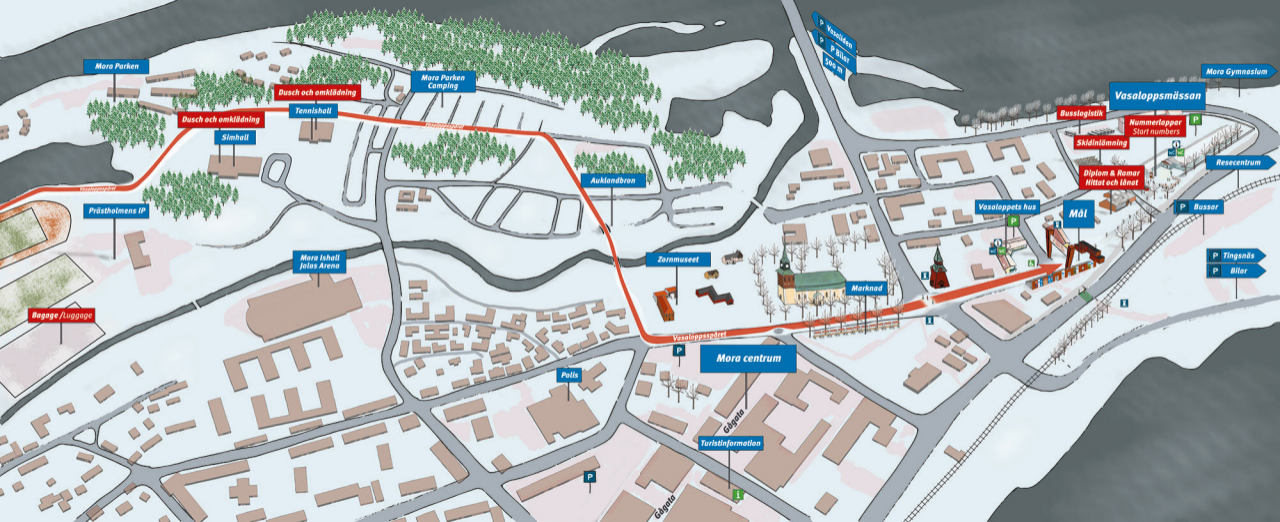 P Vasaliden
P P Bilar
500 m
Mora Parken
Mora Parken
Camping
Mora Gymnasium
Vasaloppsmässan
Dusch och omklädning
Tennishall
Dusch och omklädning
Simhall
Vasaloppsspåret
Busslogistik
Nummerlappar
Start numbers
P
Skidinlämning
Resecentrum
Diplom & Ramar
Hittat och lånat
Auklandbron
Vasaloppsspåret
Prästholmens IP
Vasaloppets hus
P
Mål
P Bussar
Mora Ishall
Jalas Arena
Zornmuseet
P Tingsnäs
P Bilar
Marknad
Bagage /Luggage
Vasaloppsspåret
P
Mora centrum
Polis
Gågata
Turistinformation
P
i
Gågata